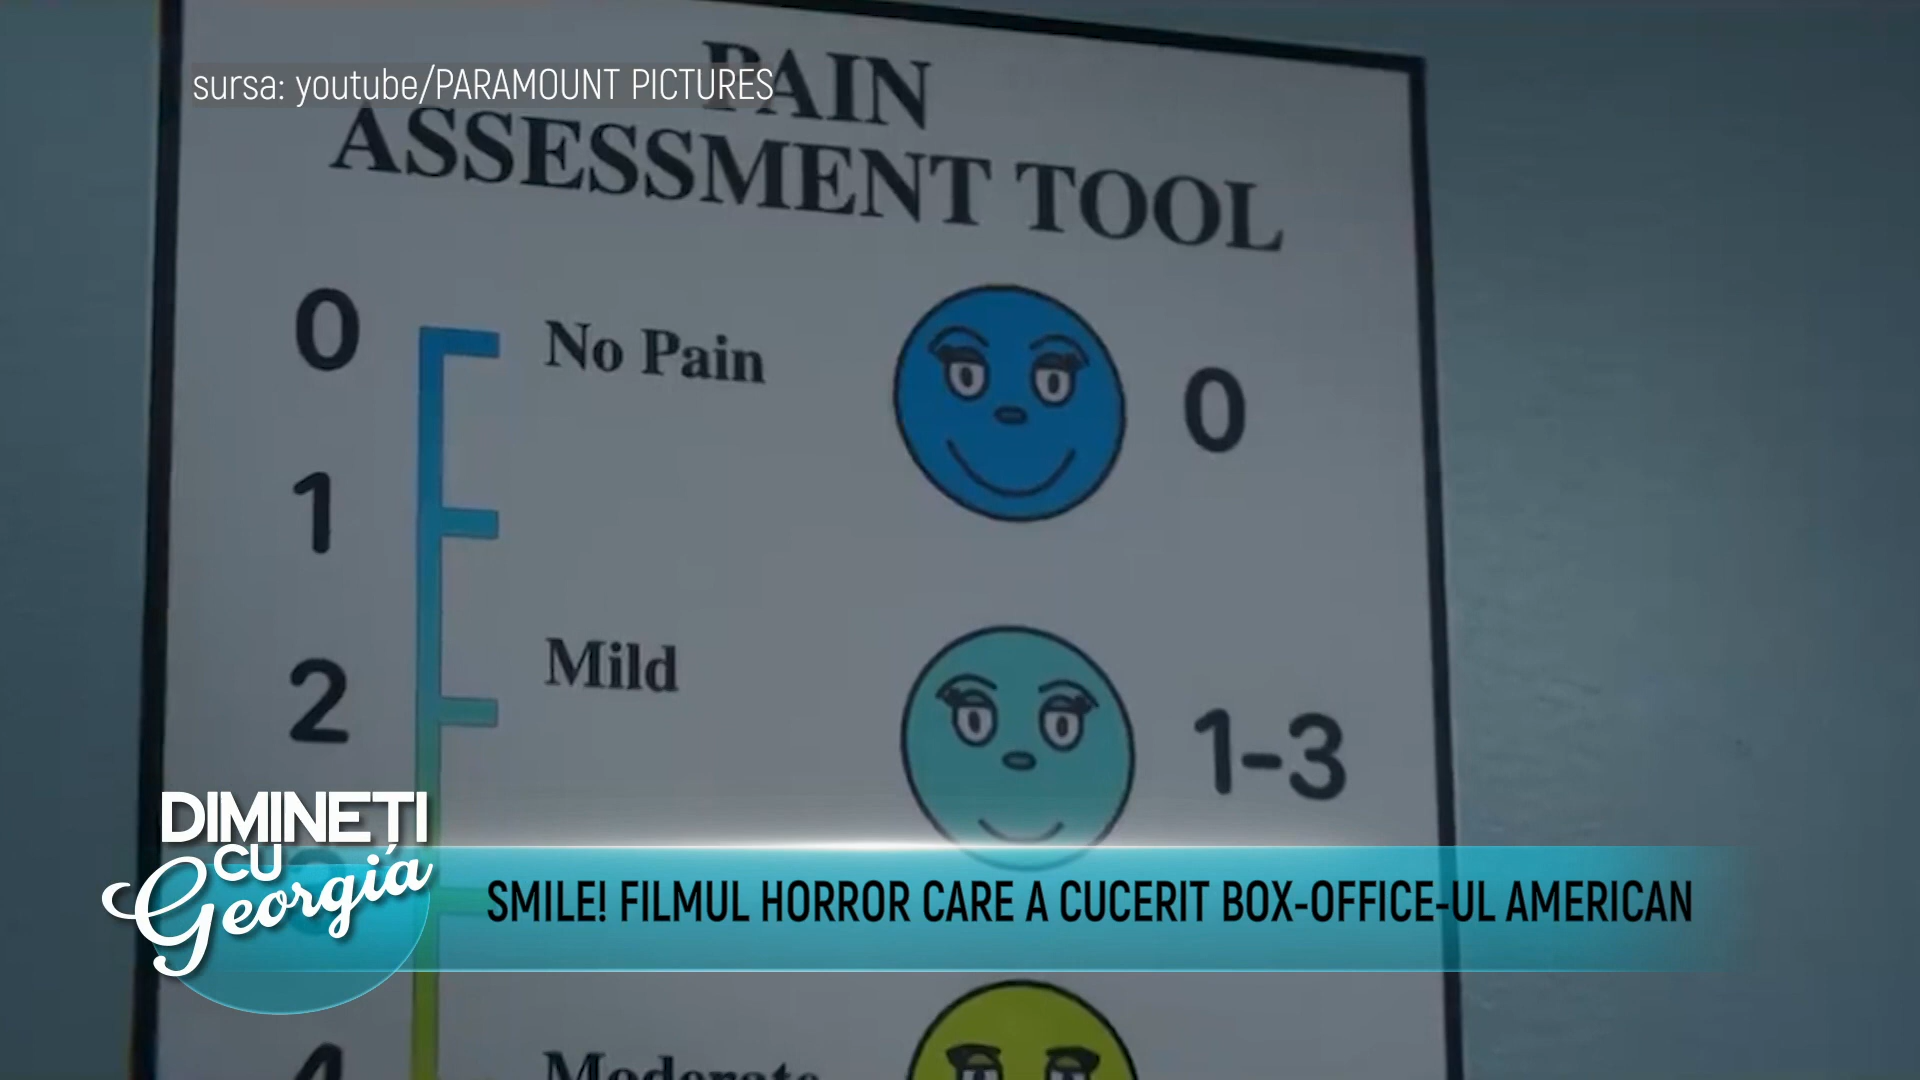 sursa: youtube/PARAMOUNT PICTURES
PAIN
ASSESSMENT TOOL
0 No Pain 0
1
2 Mild 1-3
DIMINEȚI
CU
Georgia
SMILE! FILMUL HORROR CARE A CUCERIT BOX-OFFICE-UL AMERICAN
4 Moderate